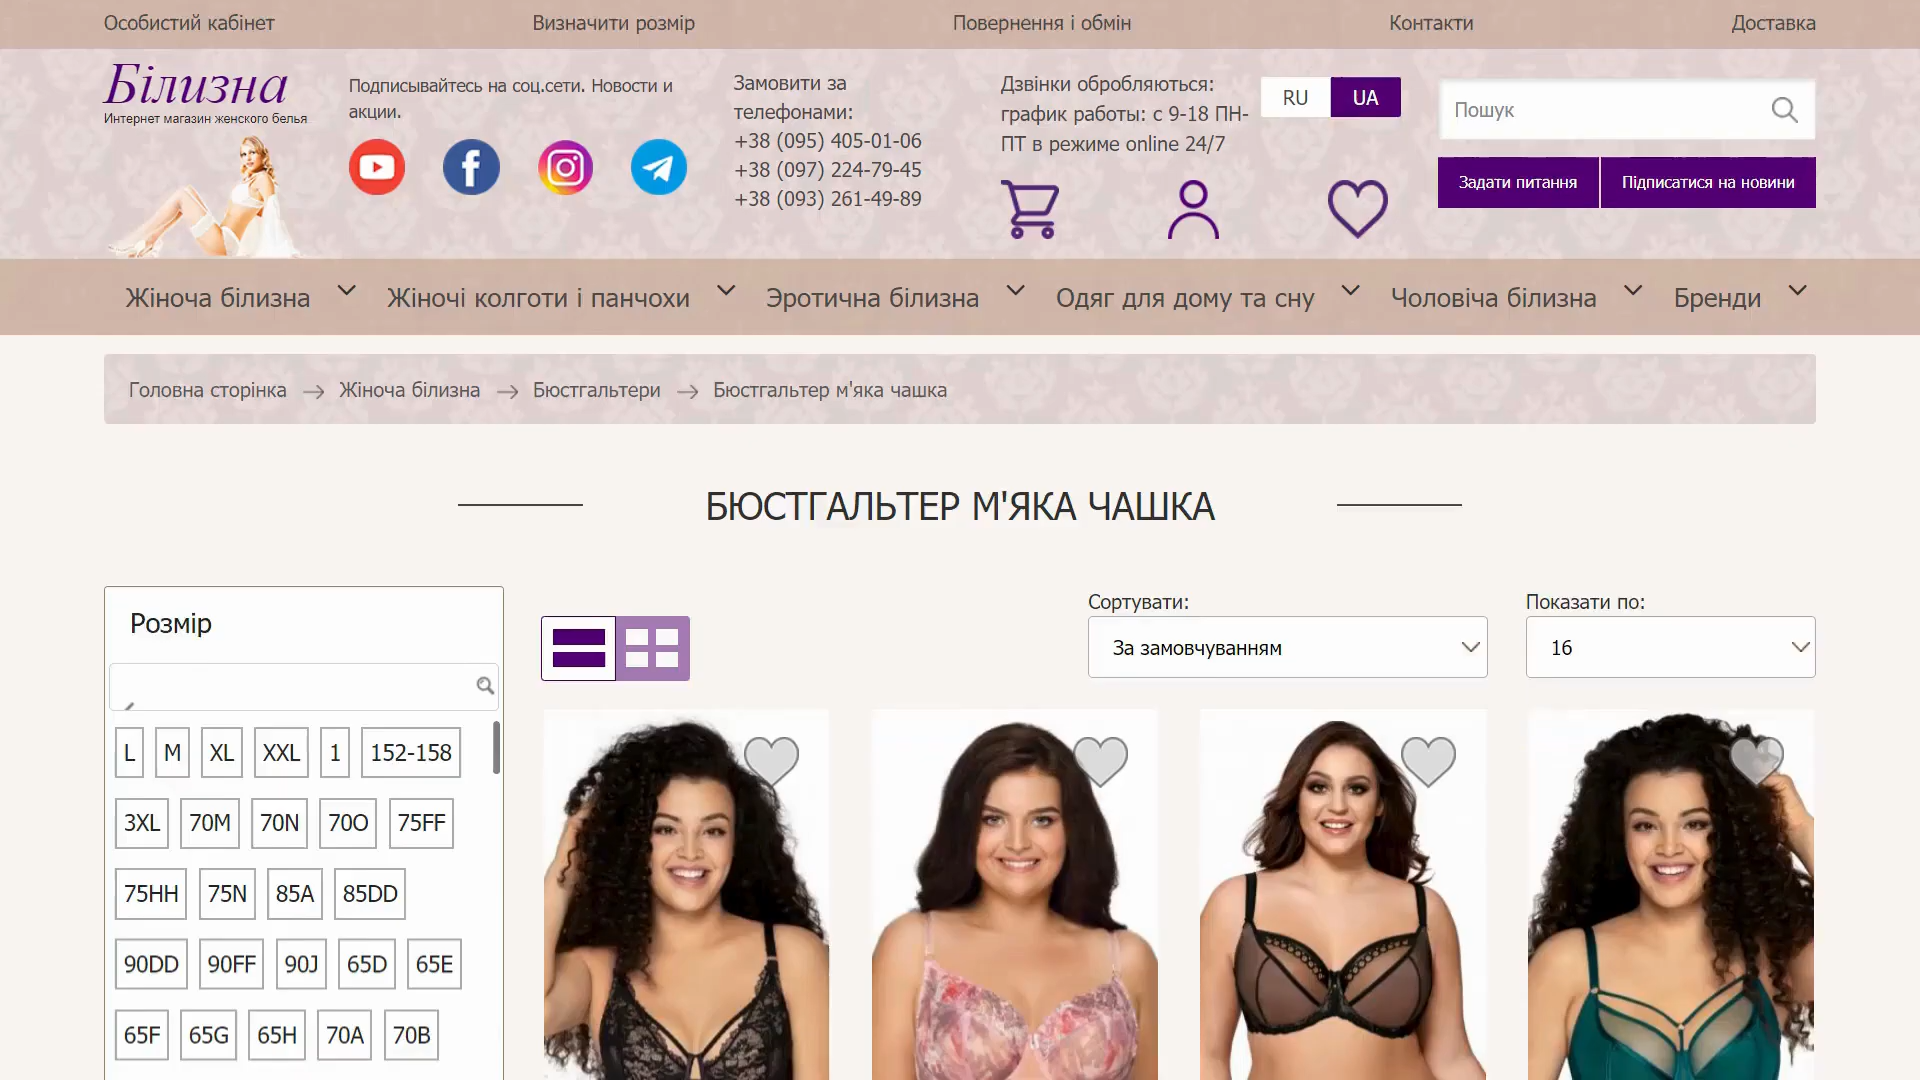 Особистий кабінет
Визначити розмір
Повернення і обмін
Контакти
Доставка
Білизна
Интернет магазин женского белья
Подписывайтесь на соц.сети. Новости и
акции.
Замовити за
телефонами:
+38 (095) 405-01-06
+38 (097) 224-79-45
+38 (093) 261-49-89
Дзвінки обробляються:
график работы: с 9-18 ПН-
ПТ в режиме online 24/7
RU
UA
Пошук
Задати питання
Підписатися на новини
Жіноча білизна
Жіночі колготи і панчохи
Эротична білизна
Одяг для дому та сну
Чоловіча білизна
Бренди
Головна сторінка
Жіноча білизна
Бюстгальтери
Бюстгальтер м'яка чашка
БЮСТГАЛЬТЕР М'ЯКА ЧАШКА
Розмір
Сортувати:
За замовчуванням
Показати по:
16
L M XL XXL 1 152-158
3XL 70M 70N 70O 75FF
75HH 75N 85A 85DD
90DD 90FF 90J 65D 65E
65F 65G 65H 70A 70B